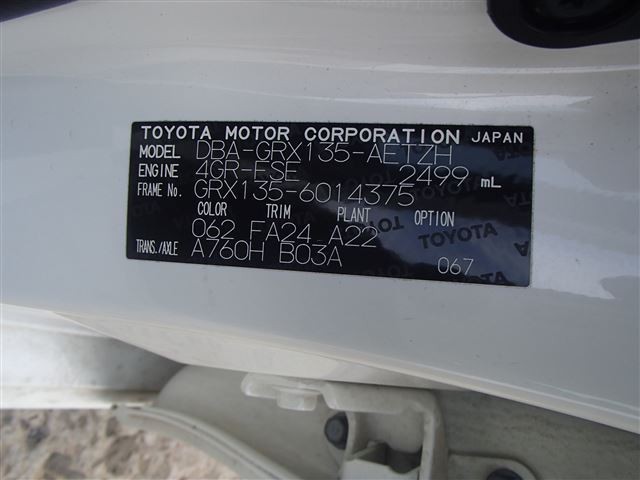 TOYOTA MOTOR CORPORATION JAPAN
MODEL DBA-GRX135-AETZH
ENGINE 4GR-FSE 2499 mL
FRAME No. GRX135-6014375
COLOR TRIM PLANT OPTION
062 FA24 A22
TRANS./AXLE A760H B03A 067
TOYOTA